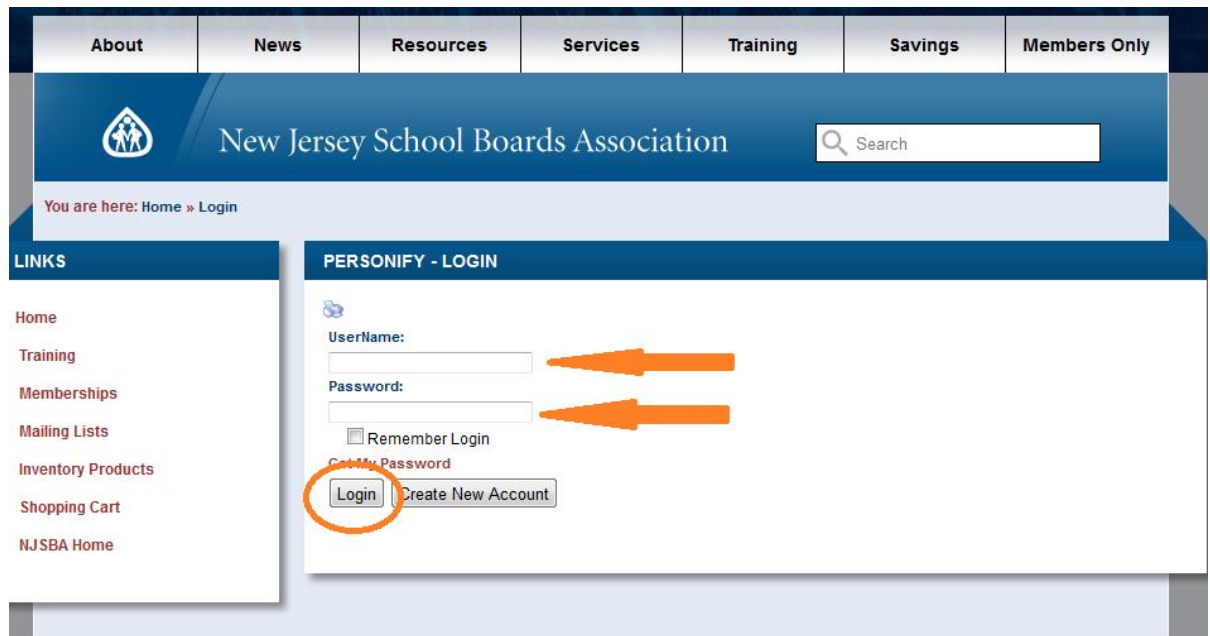 About News Resources Services Training Savings Members Only
New Jersey School Boards Association
Search
You are here: Home » Login
LINKS
Home
Training
Memberships
Mailing Lists
Inventory Products
Shopping Cart
NJSBA Home
PERSONIFY - LOGIN
UserName:
Password:
Remember Login
Get My Password
Login Create New Account